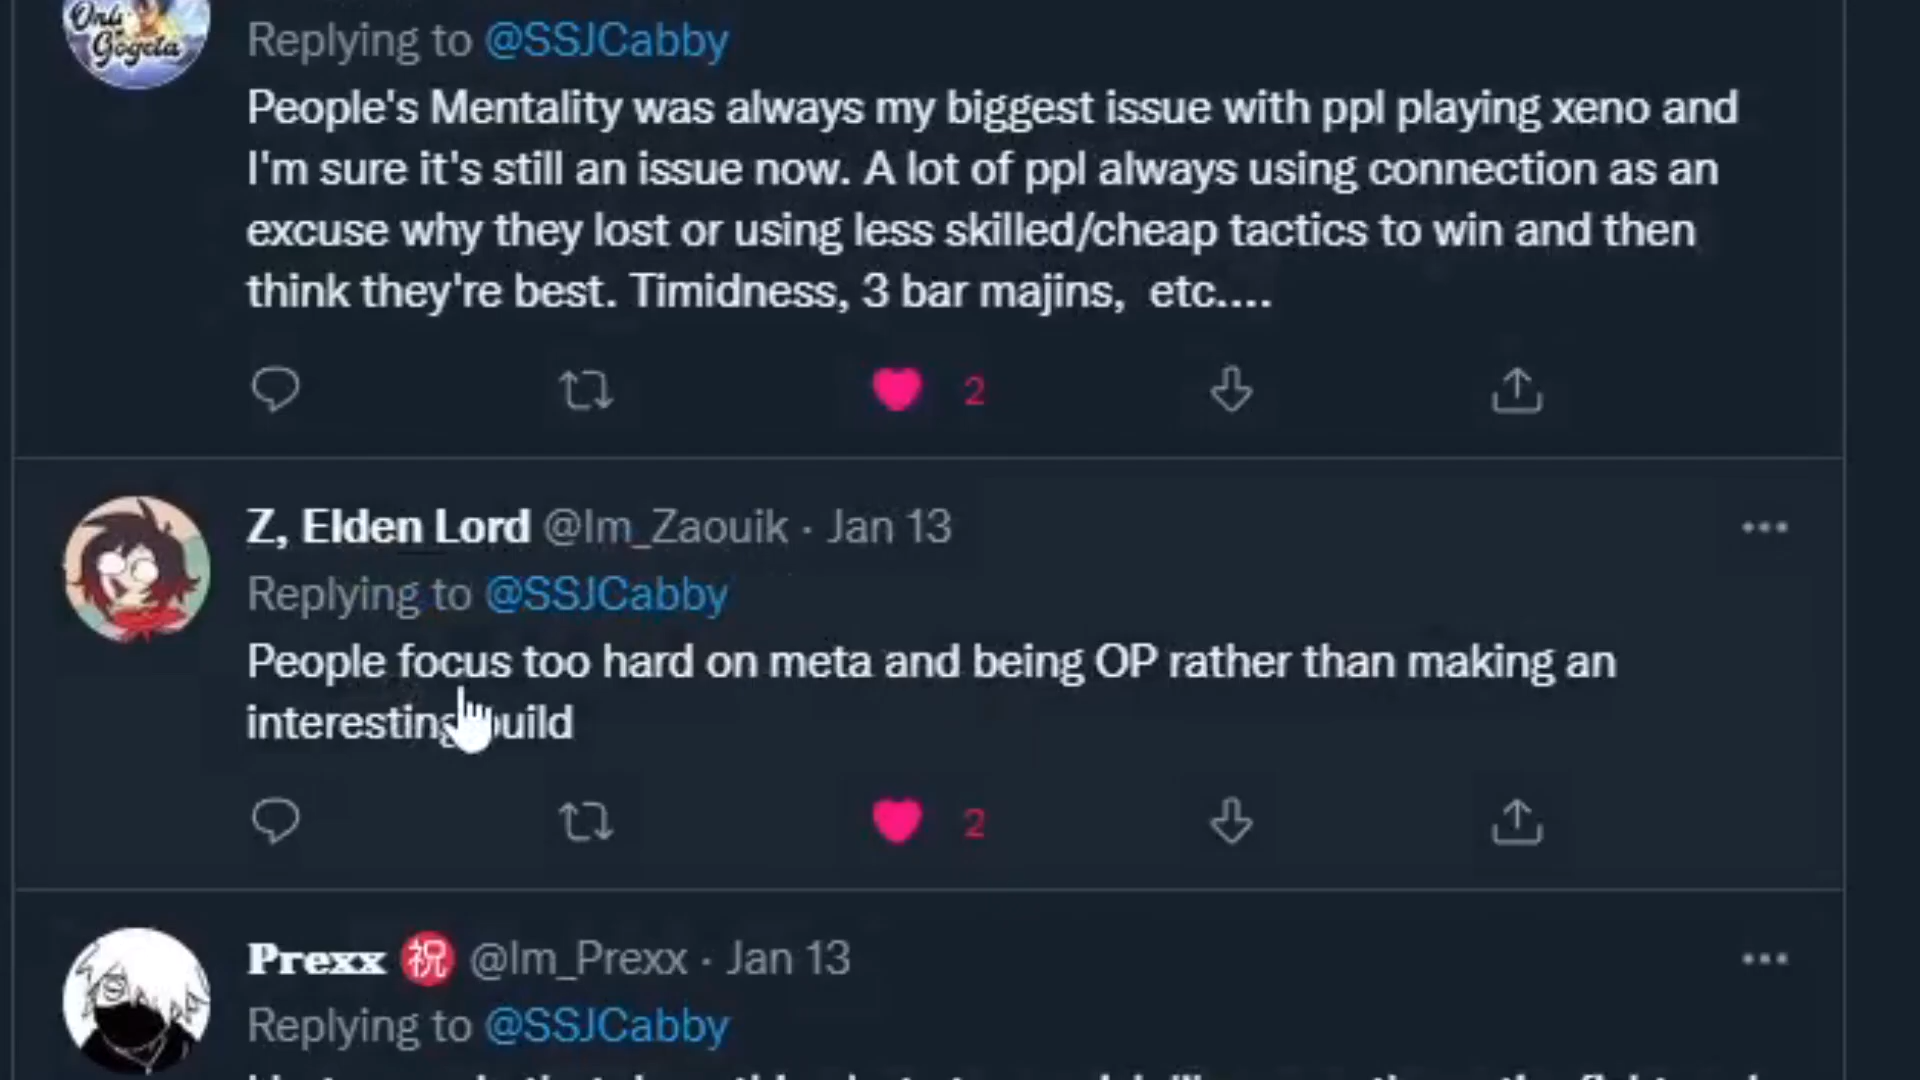 Only
Gogeta
Replying to @SSJCabby
People's Mentality was always my biggest issue with ppl playing xeno and
I'm sure it's still an issue now. A lot of ppl always using connection as an
excuse why they lost or using less skilled/cheap tactics to win and then
think they're best. Timidness, 3 bar majins, etc....
2
Z, Elden Lord @Im_Zaouik · Jan 13
Replying to @SSJCabby
People focus too hard on meta and being OP rather than making an
interesting build
2
Prexx ㊗ @Im_Prexx · Jan 13
Replying to @SSJCabby